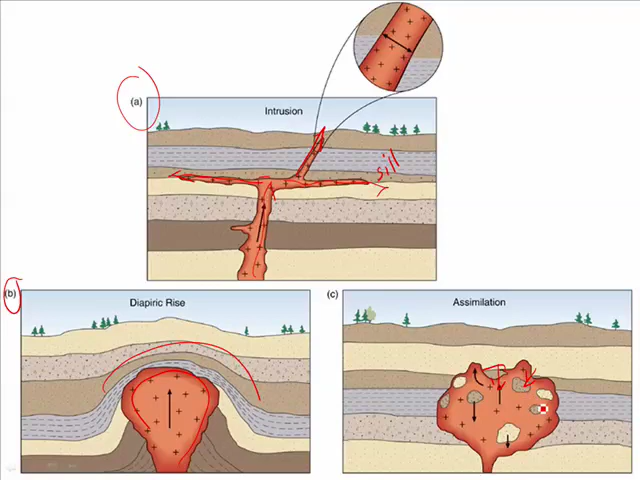 (a)
Intrusion
sill
(b)
Diapiric Rise
(c)
Assimilation